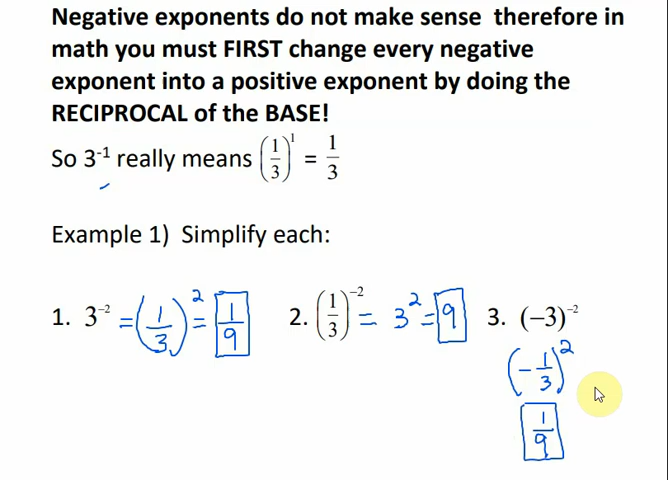 Negative exponents do not make sense therefore in
math you must FIRST change every negative
exponent into a positive exponent by doing the
RECIPROCAL of the BASE!
So 3⁻¹ really means (1/3)¹ = 1/3
Example 1) Simplify each:
1. 3⁻² = (1/3)² = 1/9
2. (1/3)⁻² = 3² = 9
3. (−3)⁻²
(−1/3)²
1/9